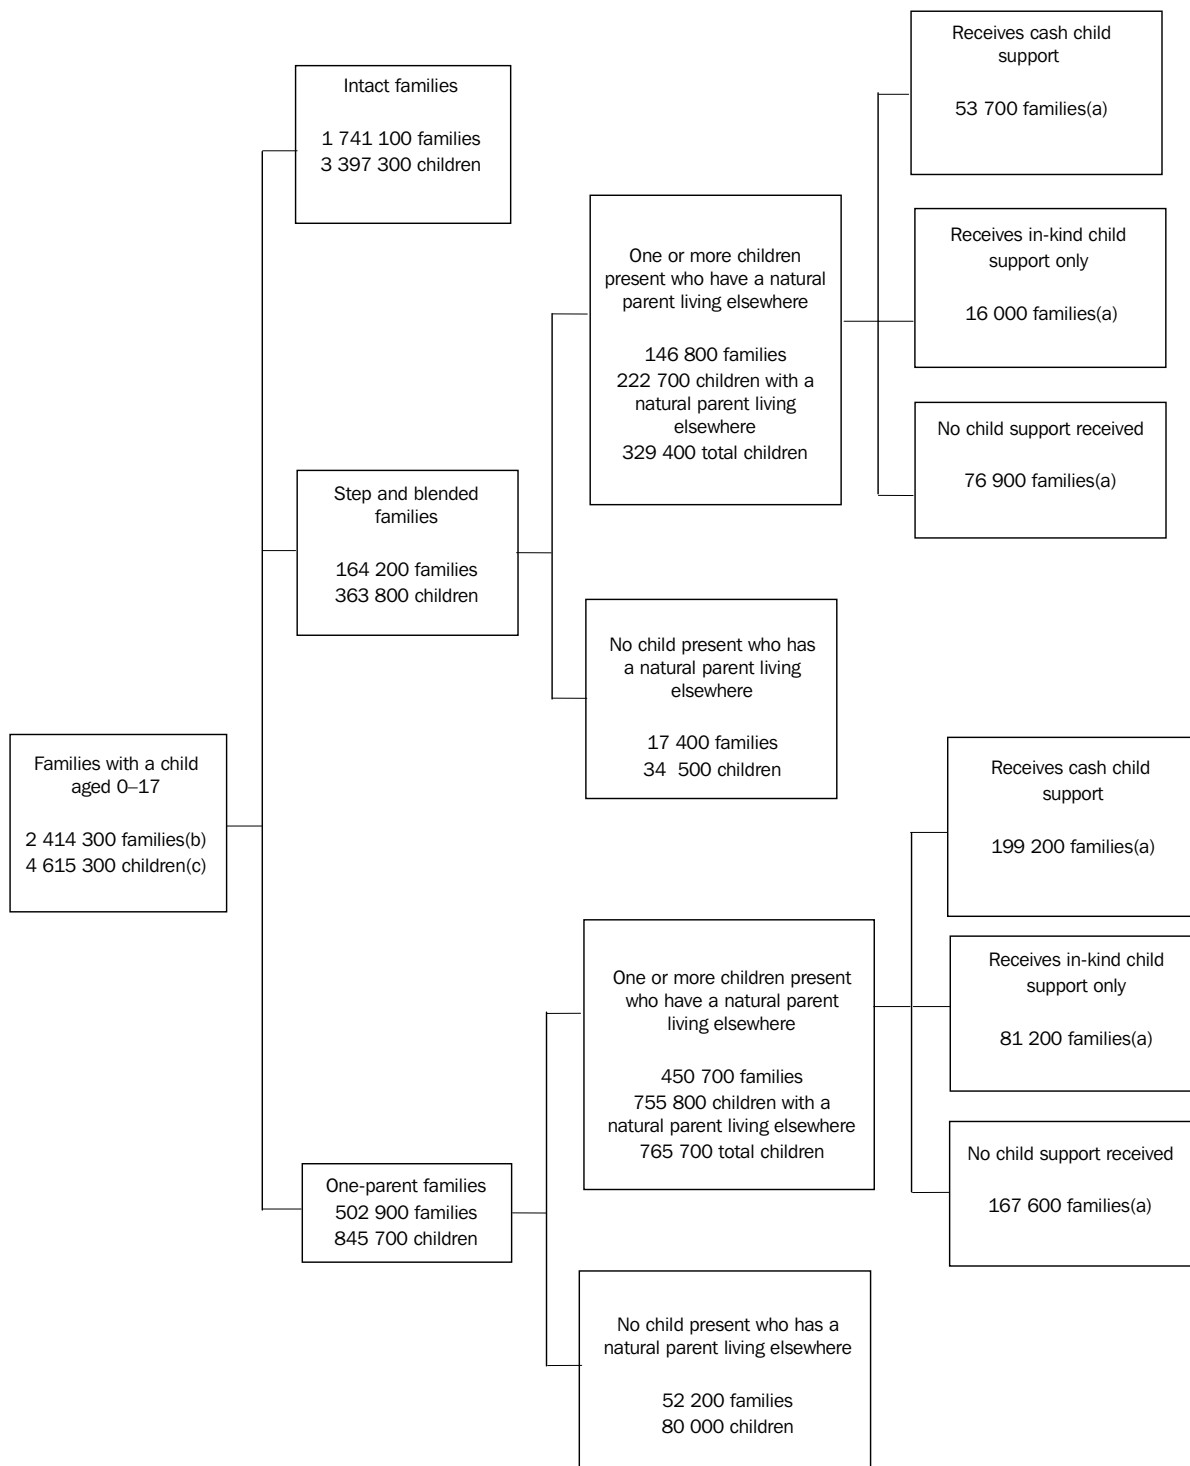 Receives cash child
support
53 700 families(a)
Intact families
1 741 100 families
3 397 300 children
Receives in-kind child
support only
16 000 families(a)
One or more children
present who have a natural
parent living elsewhere
146 800 families
222 700 children with a
natural parent living
elsewhere
329 400 total children
No child support received
76 900 families(a)
Step and blended
families
164 200 families
363 800 children
No child present who has
a natural parent living
elsewhere
17 400 families
34 500 children
Families with a child
aged 0–17
2 414 300 families(b)
4 615 300 children(c)
Receives cash child
support
199 200 families(a)
One or more children present
who have a natural parent
living elsewhere
450 700 families
755 800 children with a
natural parent living elsewhere
765 700 total children
Receives in-kind child
support only
81 200 families(a)
No child support received
167 600 families(a)
One-parent families
502 900 families
845 700 children
No child present who has a
natural parent living elsewhere
52 200 families
80 000 children